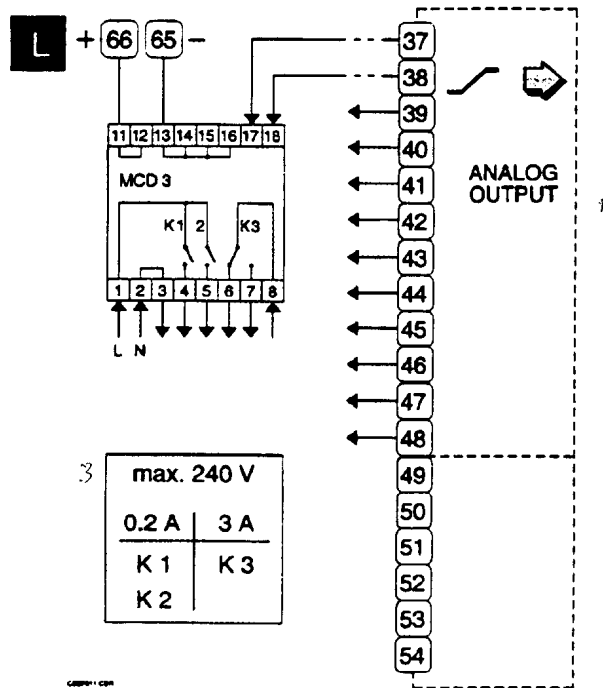 L + 66 65 -
37
38
39
40
41
42
43
44
45
46
47
48
49
50
51
52
53
54
ANALOG
OUTPUT
11 12 13 14 15 16 17 18
MCD 3
K1 2 K3
1 2 3 4 5 6 7 8
L N
3
max. 240 V
0.2 A 3 A
K 1 K 3
K 2